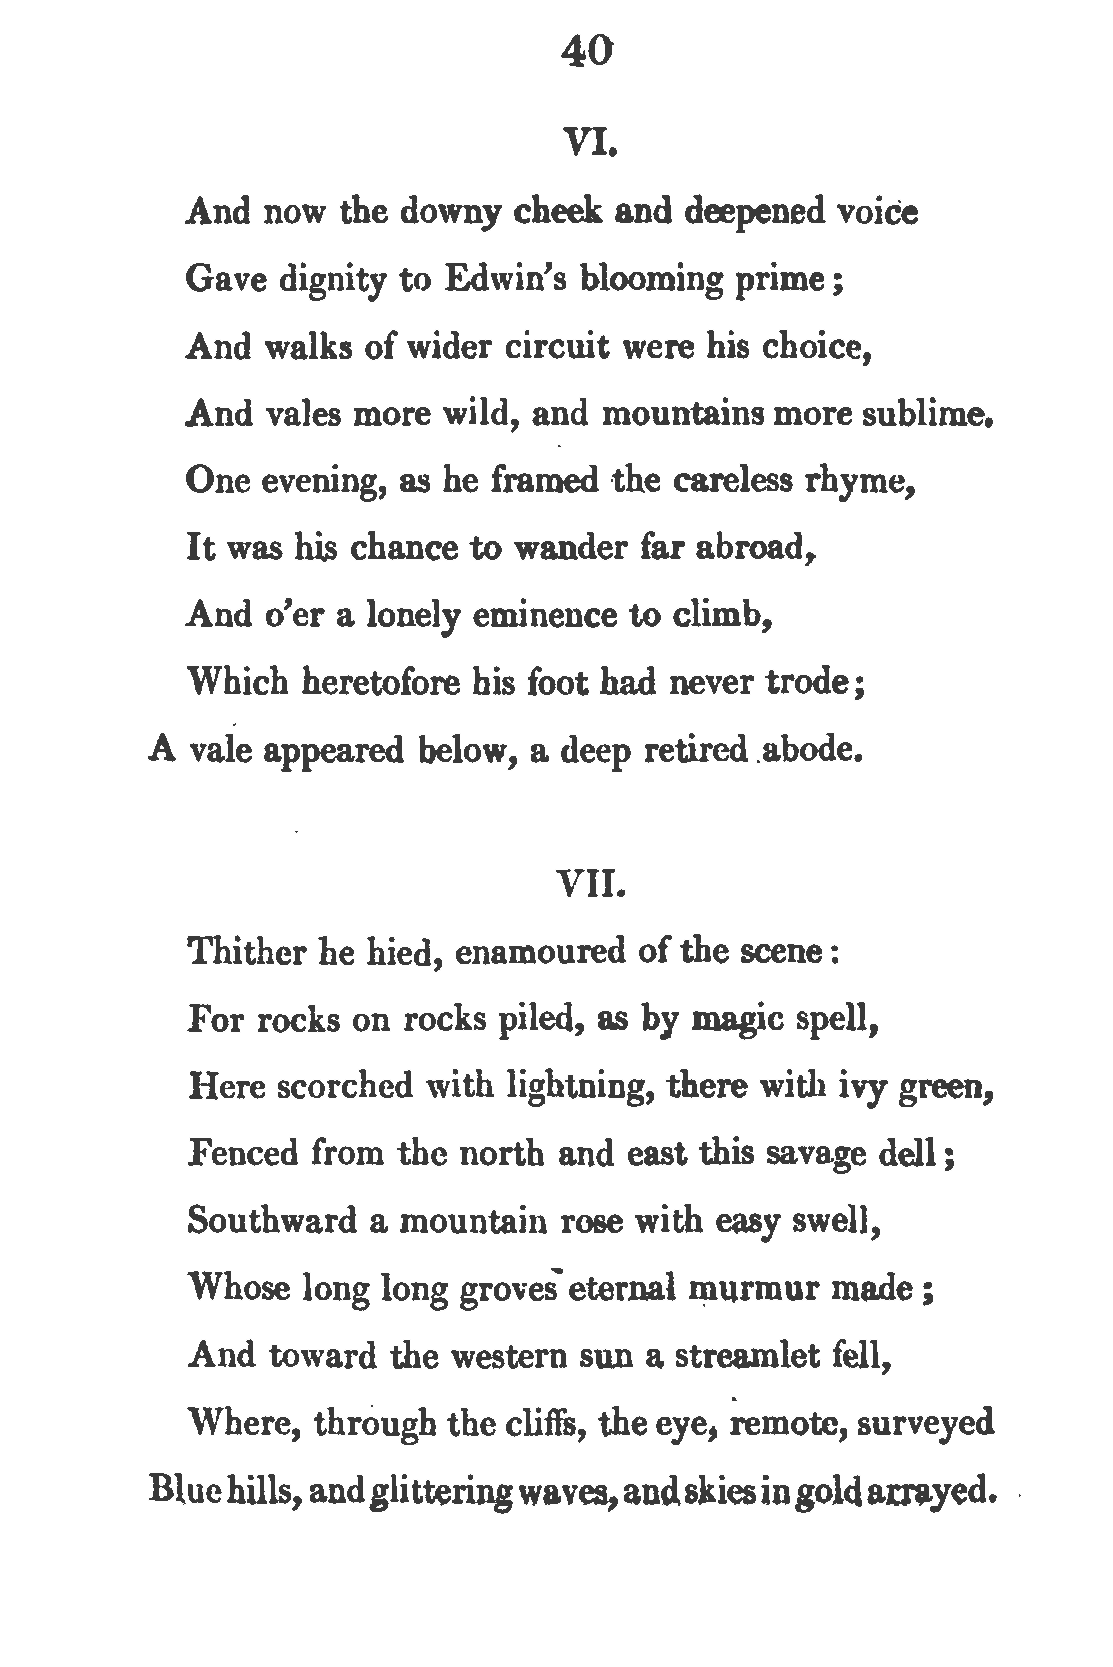 40
VI.
And now the downy cheek and deepened voice
Gave dignity to Edwin's blooming prime;
And walks of wider circuit were his choice,
And vales more wild, and mountains more sublime.
One evening, as he framed the careless rhyme,
It was his chance to wander far abroad,
And o'er a lonely eminence to climb,
Which heretofore his foot had never trode;
A vale appeared below, a deep retired abode.
VII.
Thither he hied, enamoured of the scene:
For rocks on rocks piled, as by magic spell,
Here scorched with lightning, there with ivy green,
Fenced from the north and east this savage dell;
Southward a mountain rose with easy swell,
Whose long long groves eternal murmur made;
And toward the western sun a streamlet fell,
Where, through the cliffs, the eye, remote, surveyed
Blue hills, and glittering waves, and skies in gold arrayed.